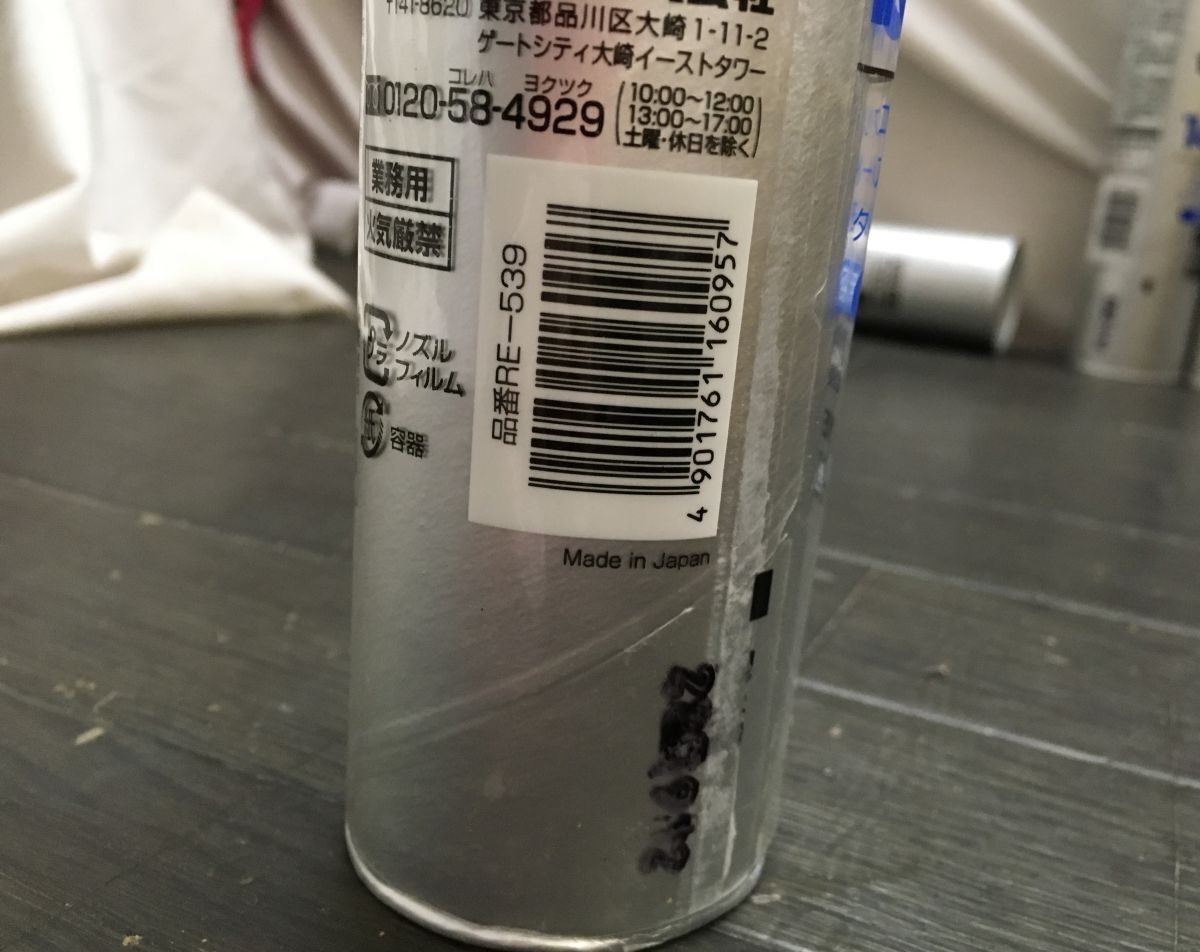 〒141-8620 東京都品川区大崎1-11-2
ゲートシティ大崎イーストタワー
コレハ ヨクツク
0120-58-4929
10:00〜12:00
13:00〜17:00
土曜・休日を除く
業務用
火気厳禁
プラ
ノズル
フィルム
紙
容器
品番RE-539
4 901761 160957
Made in Japan